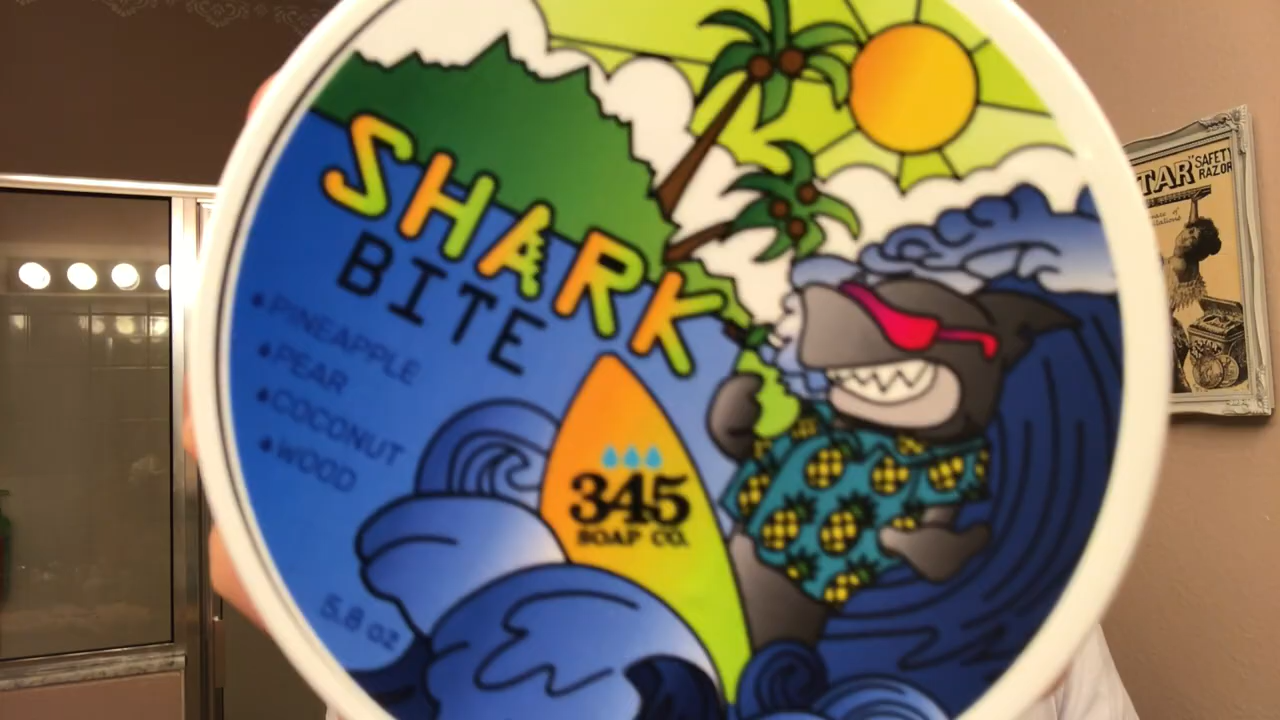 SHARK
BITE
PINEAPPLE
PEAR
COCONUT
WOOD
345
SOAP CO.
5.8 oz
STAR "SAFETY
RAZOR